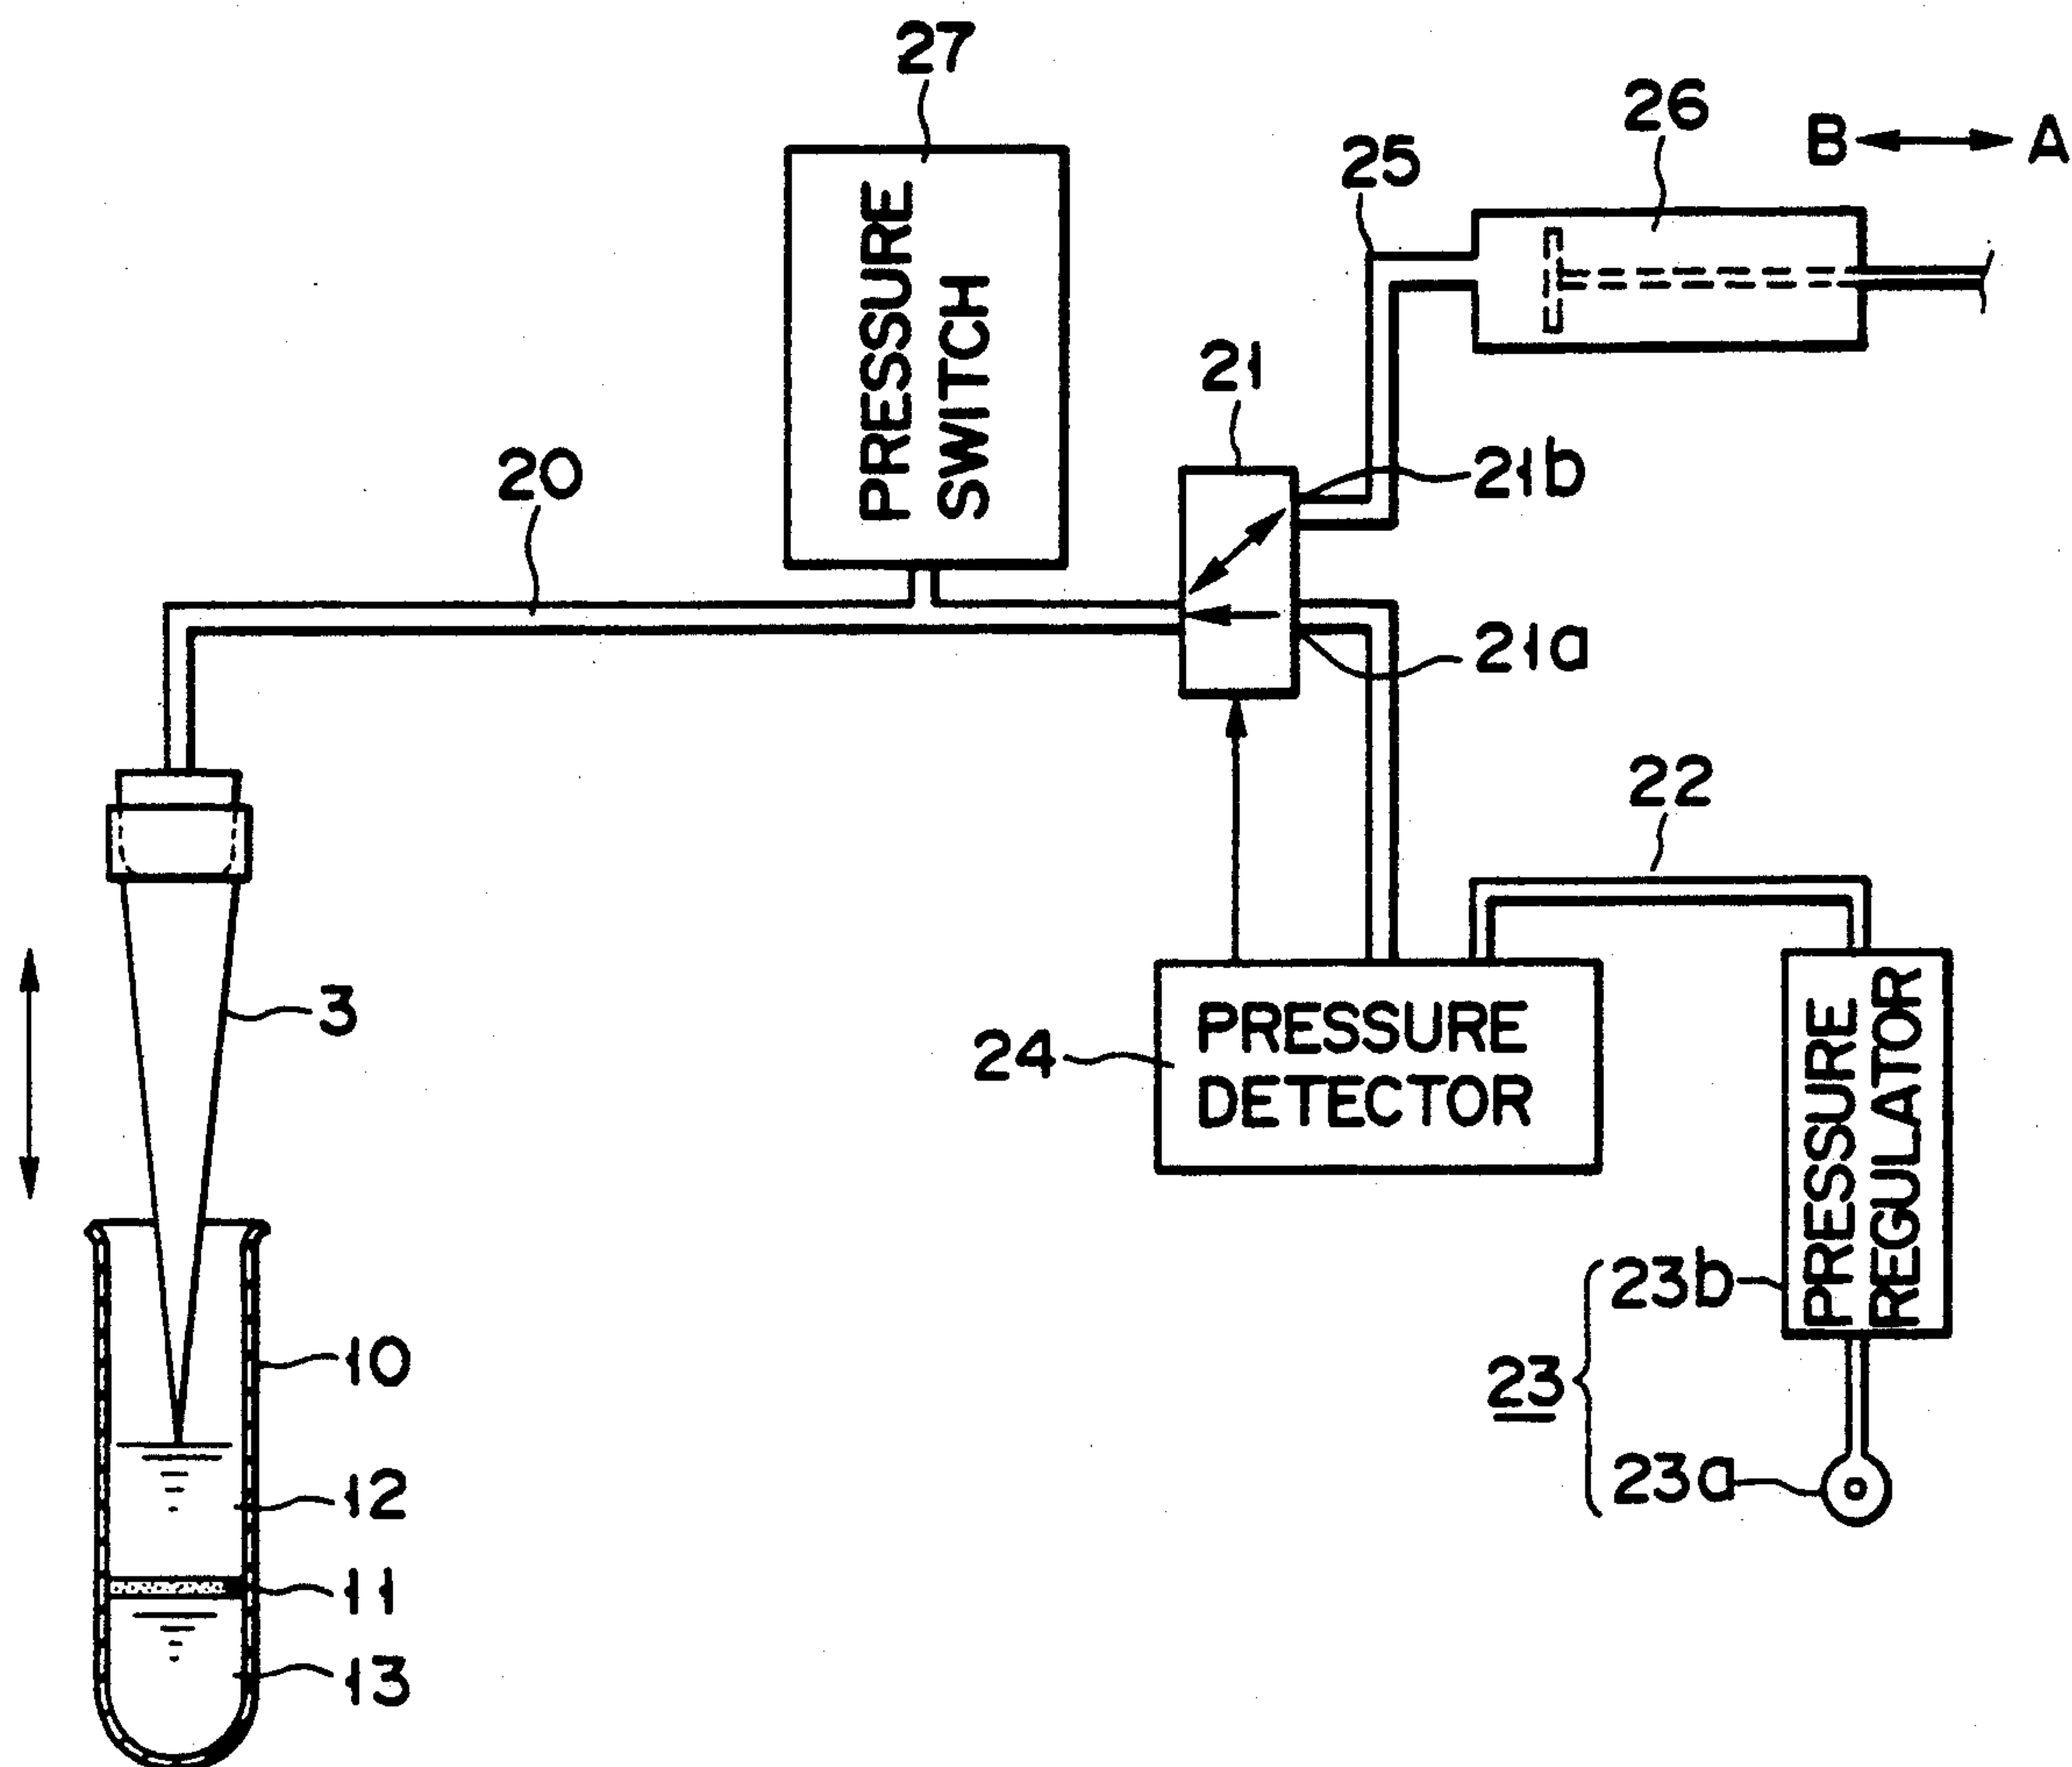 27
26
B
A
25
PRESSURE
SWITCH
21
21b
20
21a
22
3
24
PRESSURE
DETECTOR
PRESSURE
REGULATOR
23b
10
23
23a
12
11
13